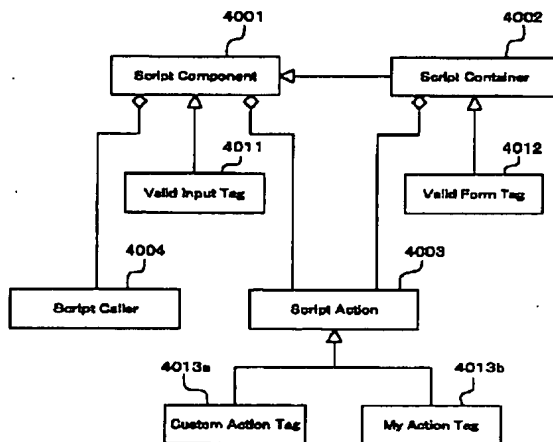 4001
4002
Script Component
Script Container
4011
4012
Valid Input Tag
Valid Form Tag
4004
4003
Script Caller
Script Action
4013a
4013b
Custom Action Tag
My Action Tag